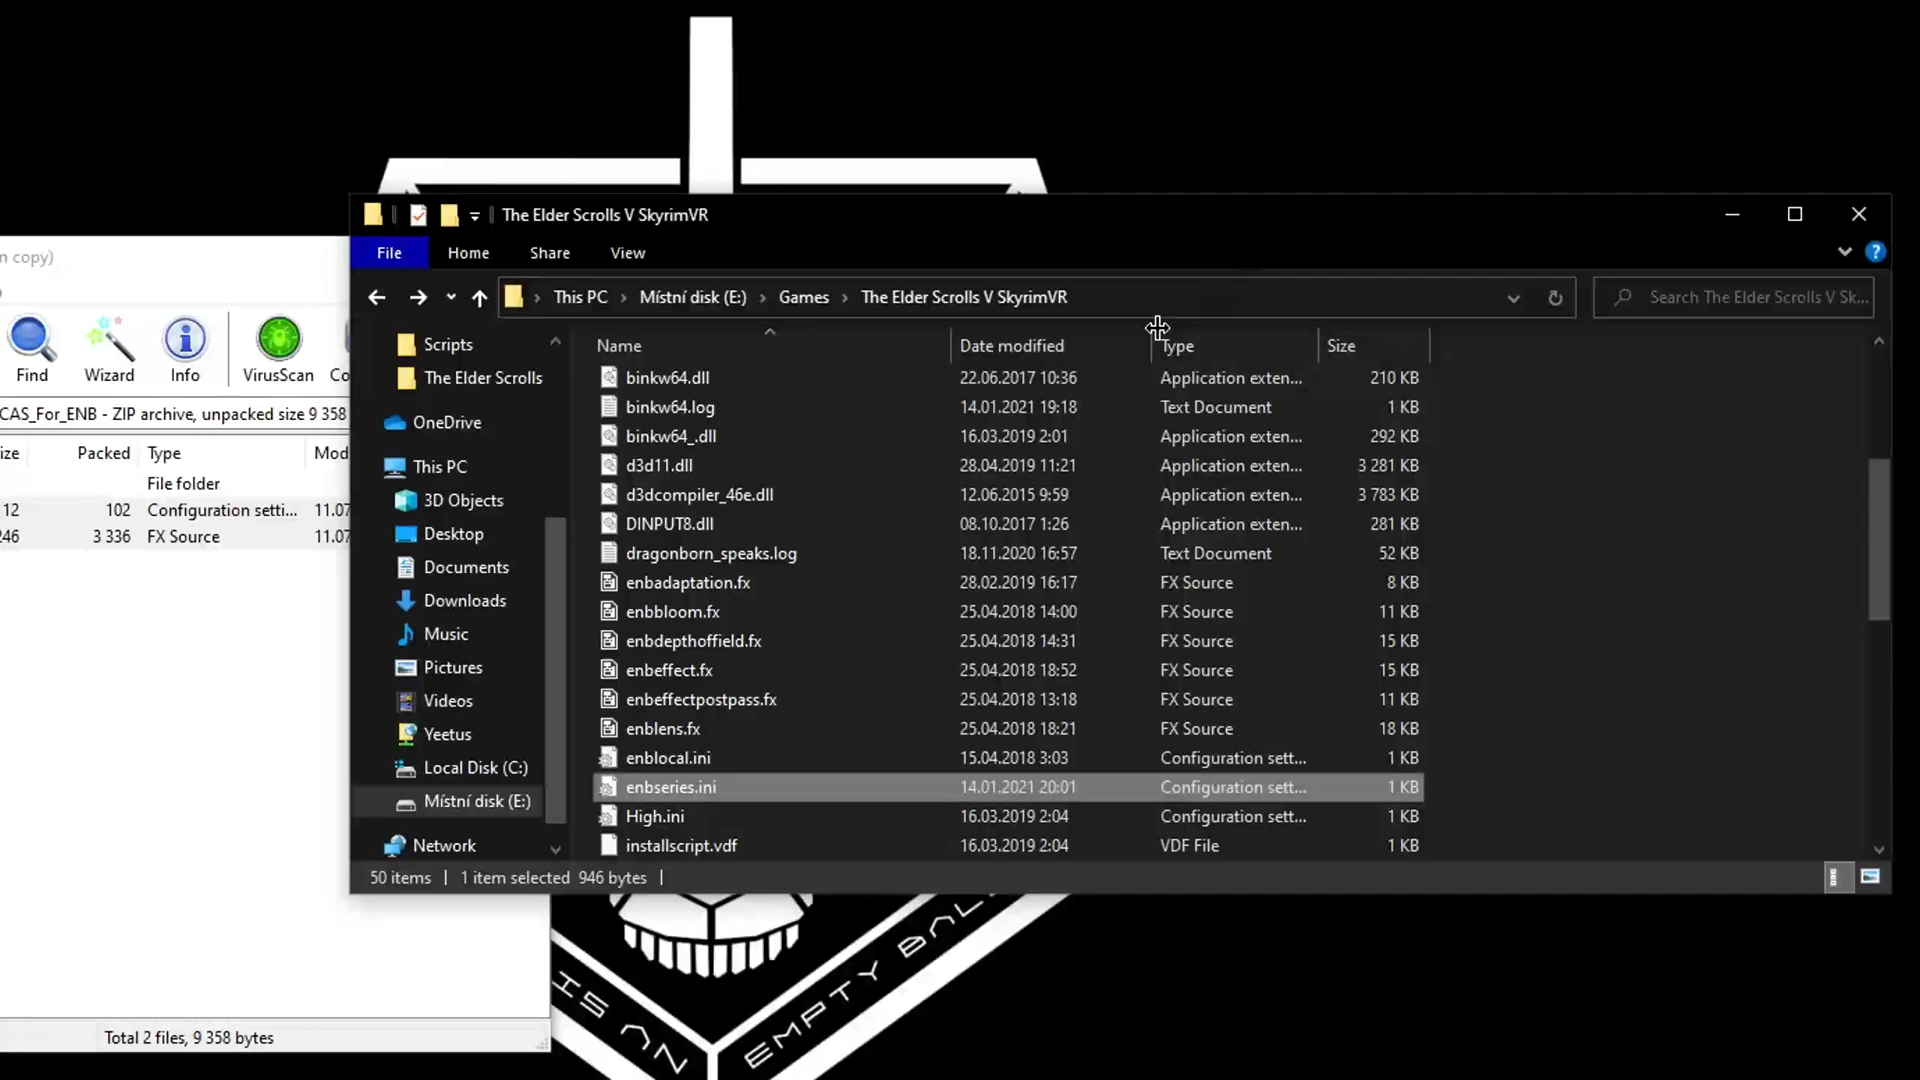 The Elder Scrolls V SkyrimVR
File Home Share View
This PC Místní disk (E:) Games The Elder Scrolls V SkyrimVR
Search The Elder Scrolls V Sk...
Scripts
The Elder Scrolls
OneDrive
This PC
3D Objects
Desktop
Documents
Downloads
Music
Pictures
Videos
Yeetus
Local Disk (C:)
Místní disk (E:)
Network
Name Date modified Type Size
binkw64.dll 22.06.2017 10:36 Application exten... 210 KB
binkw64.log 14.01.2021 19:18 Text Document 1 KB
binkw64_.dll 16.03.2019 2:01 Application exten... 292 KB
d3d11.dll 28.04.2019 11:21 Application exten... 3 281 KB
d3dcompiler_46e.dll 12.06.2015 9:59 Application exten... 3 783 KB
DINPUT8.dll 08.10.2017 1:26 Application exten... 281 KB
dragonborn_speaks.log 18.11.2020 16:57 Text Document 52 KB
enbadaptation.fx 28.02.2019 16:17 FX Source 8 KB
enbbloom.fx 25.04.2018 14:00 FX Source 11 KB
enbdepthoffield.fx 25.04.2018 14:31 FX Source 15 KB
enbeffect.fx 25.04.2018 18:52 FX Source 15 KB
enbeffectpostpass.fx 25.04.2018 13:18 FX Source 11 KB
enblens.fx 25.04.2018 18:21 FX Source 18 KB
enblocal.ini 15.04.2018 3:03 Configuration sett... 1 KB
enbseries.ini 14.01.2021 20:01 Configuration sett... 1 KB
High.ini 16.03.2019 2:04 Configuration sett... 1 KB
installscript.vdf 16.03.2019 2:04 VDF File 1 KB
50 items 1 item selected 946 bytes
n copy)
Find Wizard Info VirusScan Co
CAS_For_ENB - ZIP archive, unpacked size 9 358
ize Packed Type Mod
File folder
12 102 Configuration setti... 11.07
246 3 336 FX Source 11.07
Total 2 files, 9 358 bytes
IS AN
EMPTY